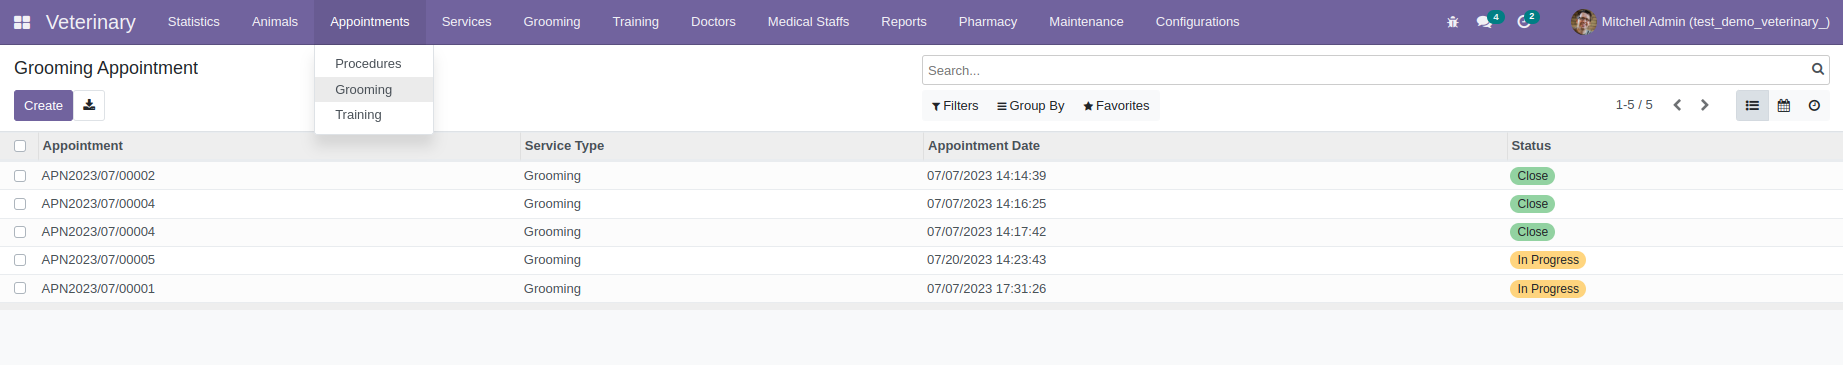 Veterinary Statistics Animals Appointments Services Grooming Training Doctors Medical Staffs Reports Pharmacy Maintenance Configurations 4 2 Mitchell Admin (test_demo_veterinary_)
Procedures
Grooming
Training
Grooming Appointment
Search...
Create
Filters Group By Favorites 1-5 / 5
Appointment Service Type Appointment Date Status
APN2023/07/00002 Grooming 07/07/2023 14:14:39 Close
APN2023/07/00004 Grooming 07/07/2023 14:16:25 Close
APN2023/07/00004 Grooming 07/07/2023 14:17:42 Close
APN2023/07/00005 Grooming 07/20/2023 14:23:43 In Progress
APN2023/07/00001 Grooming 07/07/2023 17:31:26 In Progress